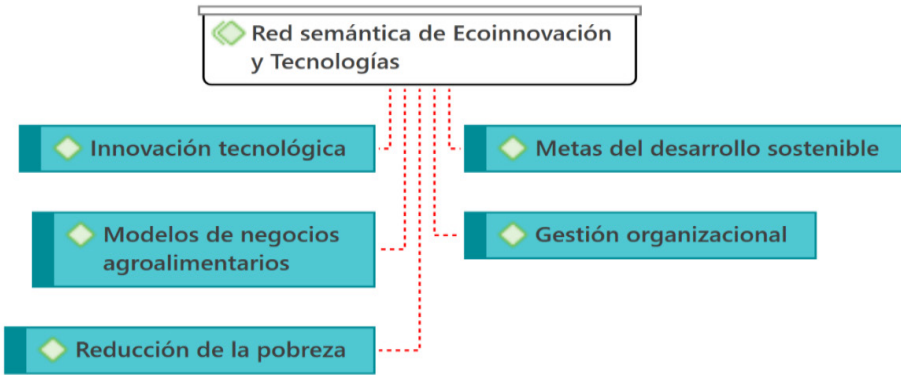 Red semántica de Ecoinnovación
y Tecnologías
Innovación tecnológica
Metas del desarrollo sostenible
Modelos de negocios
agroalimentarios
Gestión organizacional
Reducción de la pobreza